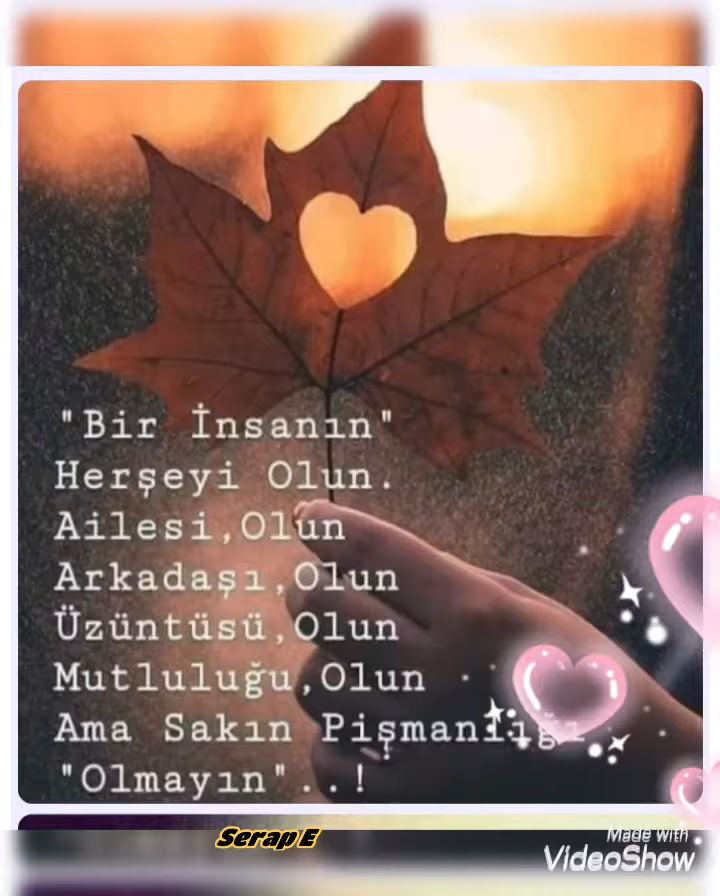 "Bir İnsanın"
Herşeyi Olun.
Ailesi,Olun
Arkadaşı,Olun
Üzüntüsü,Olun
Mutluluğu,Olun
Ama Sakın Pişmanlığı
"Olmayın"..!
Serap E
Made with
VideoShow